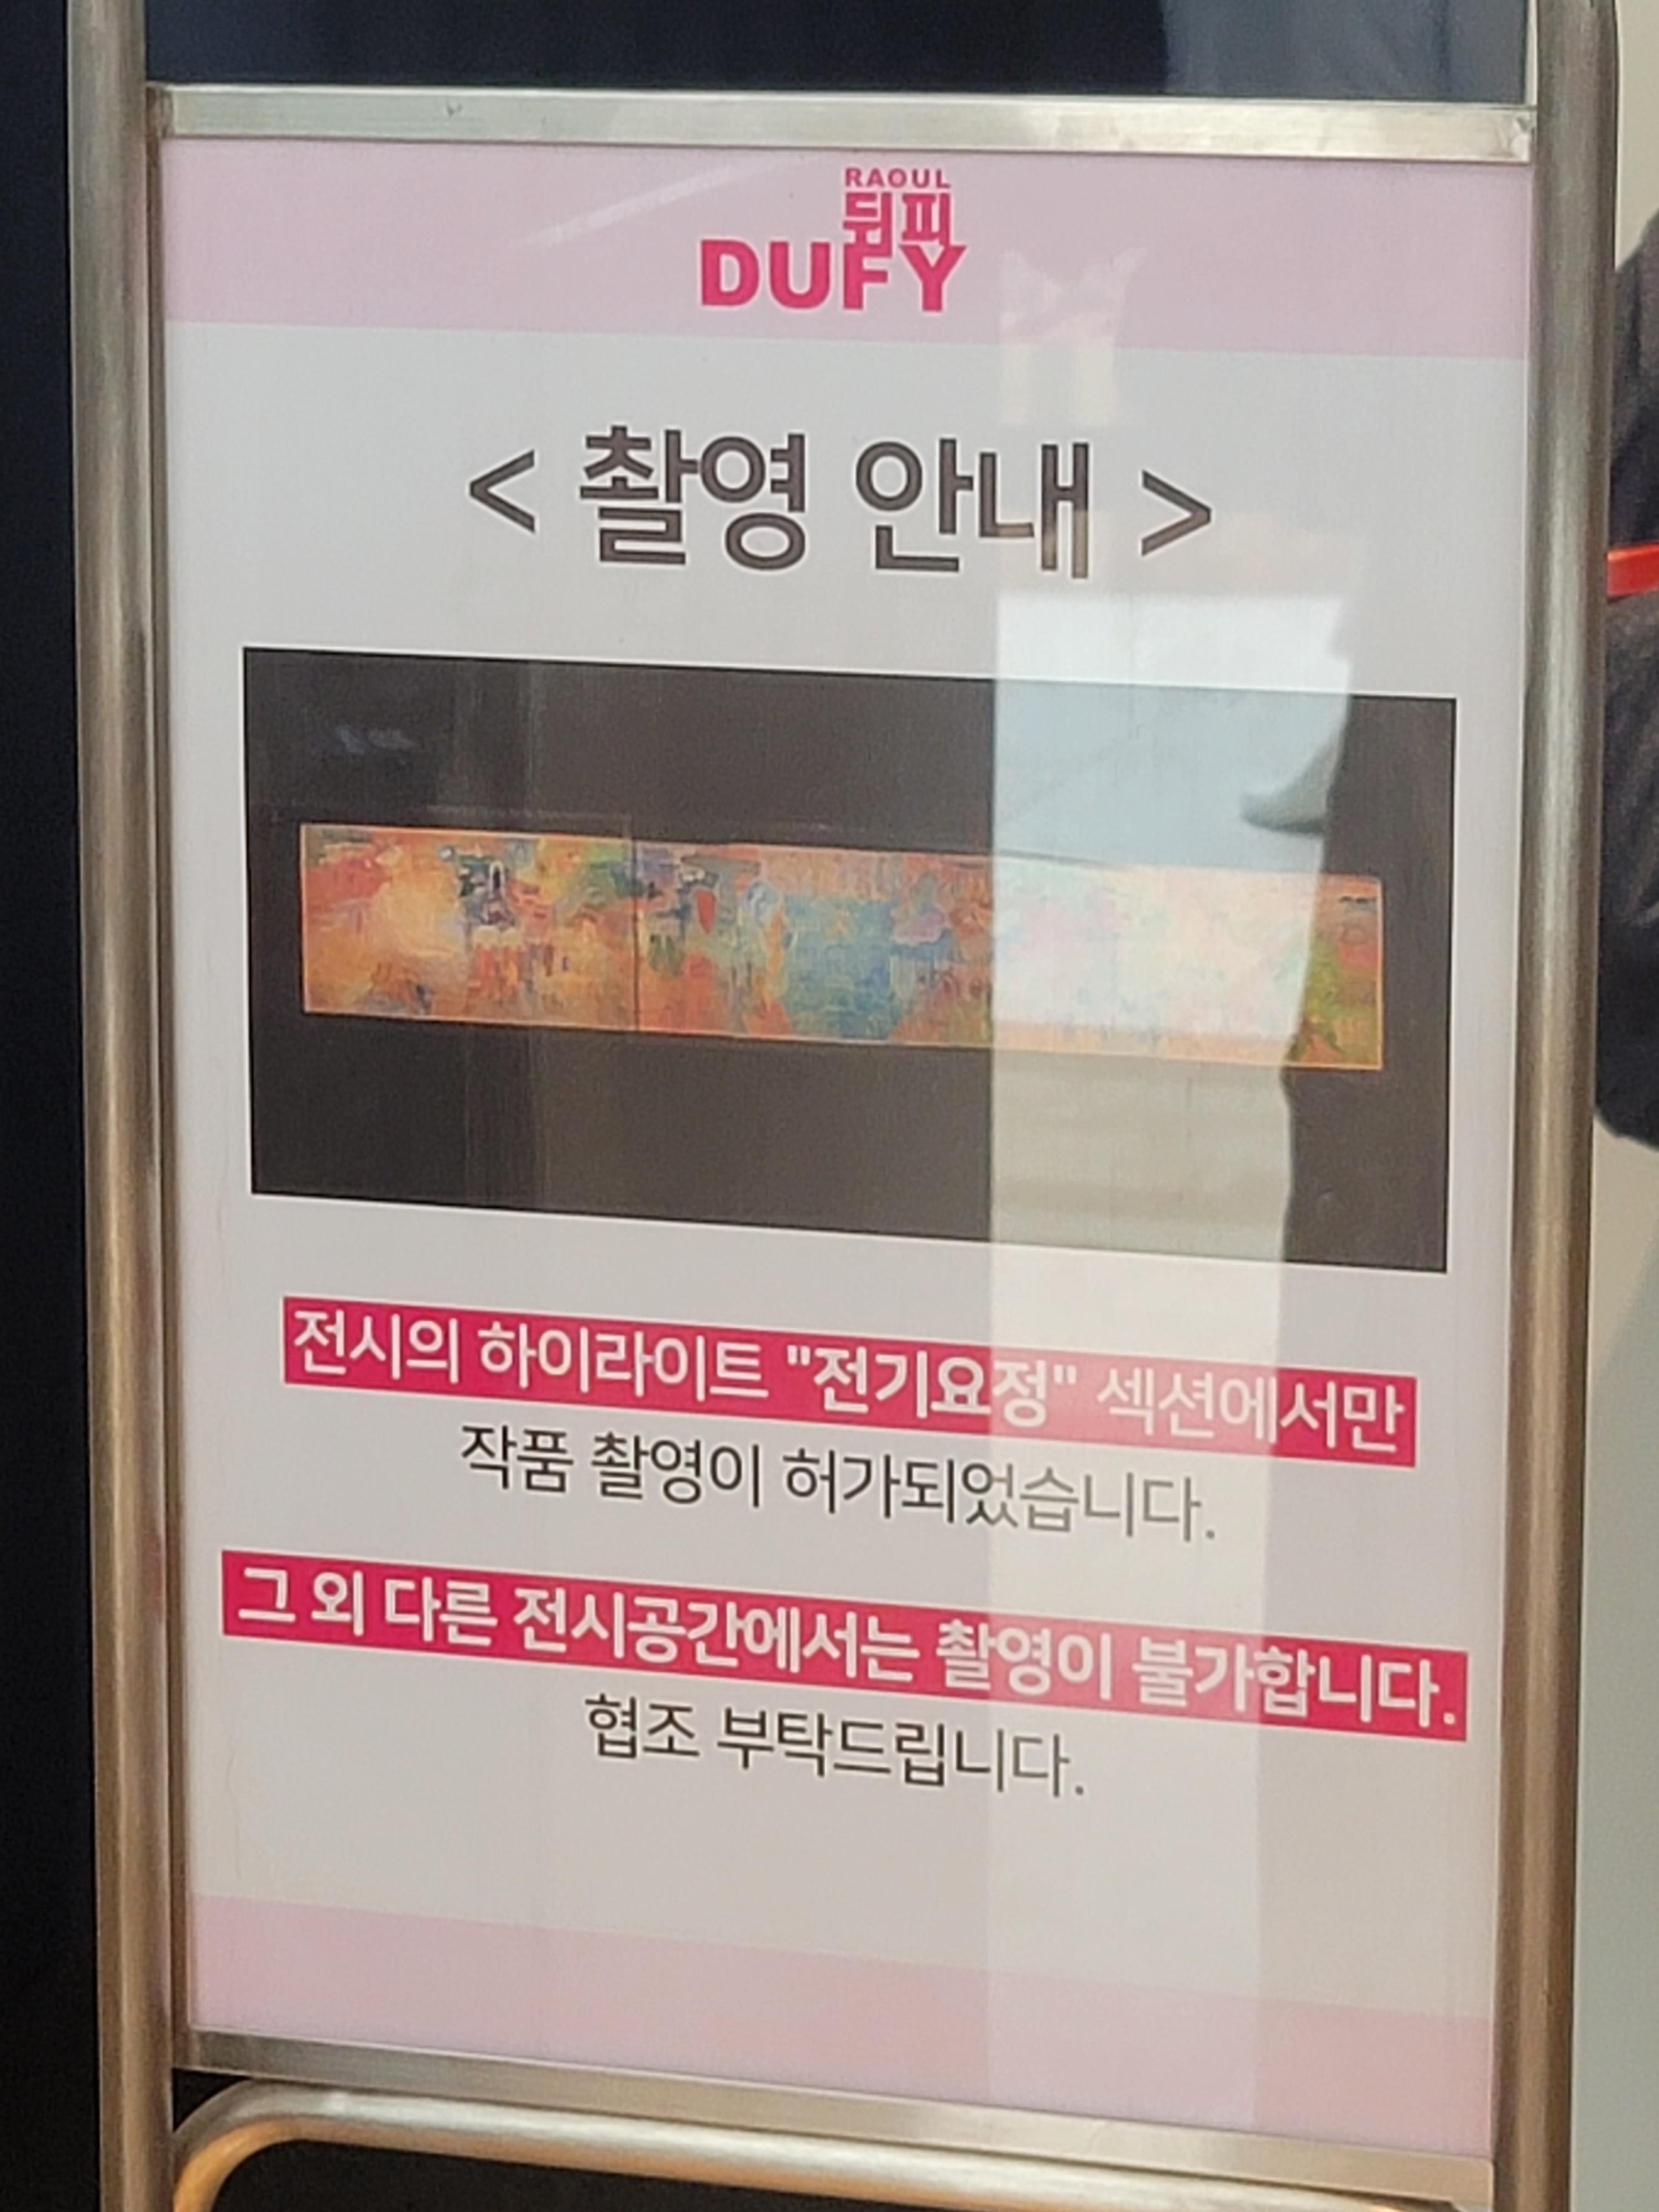 RAOUL
뒤피
DUFY
< 촬영 안내 >
전시의 하이라이트 "전기요정" 섹션에서만
작품 촬영이 허가되었습니다.
그 외 다른 전시공간에서는 촬영이 불가합니다.
협조 부탁드립니다.